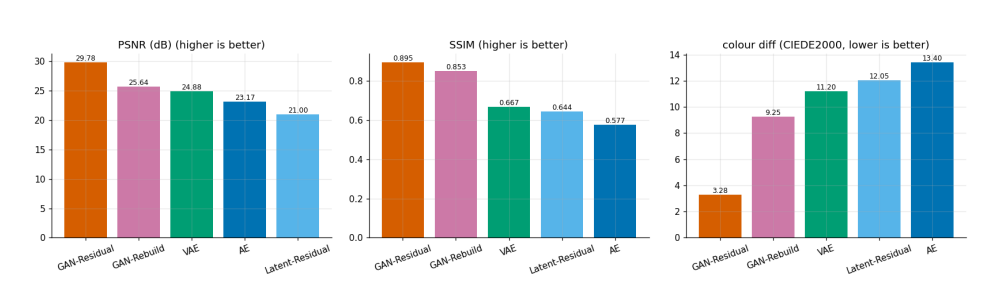 PSNR (dB) (higher is better)
30
25
20
15
10
5
0
29.78
25.64
24.88
23.17
21.00
GAN-Residual
GAN-Rebuild
VAE
AE
Latent-Residual
SSIM (higher is better)
0.8
0.6
0.4
0.2
0.0
0.895
0.853
0.667
0.644
0.577
GAN-Residual
GAN-Rebuild
VAE
Latent-Residual
AE
colour diff (CIEDE2000, lower is better)
14
12
10
8
6
4
2
0
3.28
9.25
11.20
12.05
13.40
GAN-Residual
GAN-Rebuild
VAE
Latent-Residual
AE